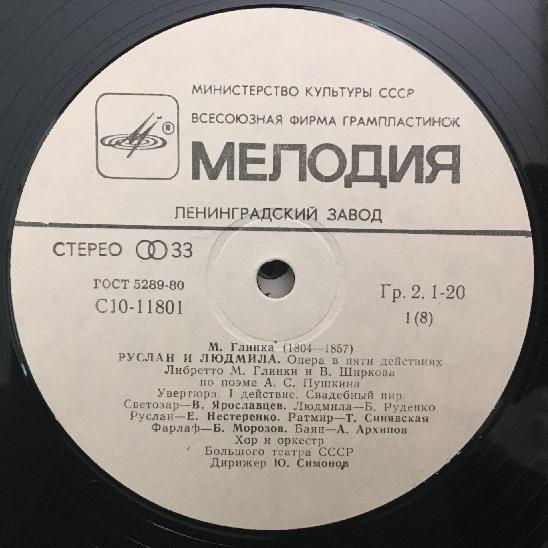 МИНИСТЕРСТВО КУЛЬТУРЫ СССР
ВСЕСОЮЗНАЯ ФИРМА ГРАМПЛАСТИНОК
®
МЕЛОДИЯ
ЛЕНИНГРАДСКИЙ ЗАВОД
СТЕРЕО 33
ГОСТ 5289-80
С10-11801
Гр. 2. 1-20
1(8)
М. Глинка (1804—1857)
РУСЛАН И ЛЮДМИЛА. Опера в пяти действиях
Либретто М. Глинки и В. Ширкова
по поэме А. С. Пушкина
Увертюра. I действие. Свадебный пир
Светозар—В. Ярославцев. Людмила—Б. Руденко
Руслан—Е. Нестеренко. Ратмир—Т. Синявская
Фарлаф—Б. Морозов. Баян—А. Архипов
Хор и оркестр
Большого театра СССР
Дирижер Ю. Симонов